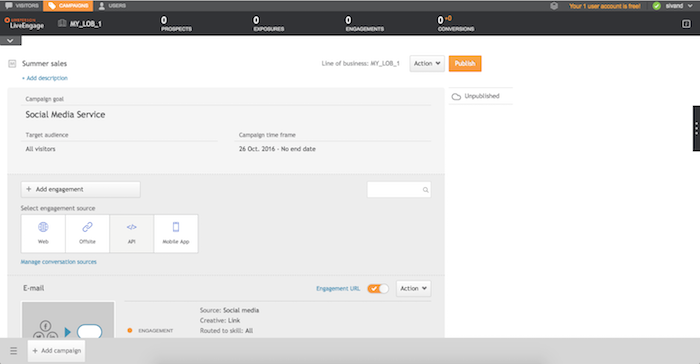 VISITORS
CAMPAIGNS
USERS
Your 1 user account is free!
sivand
LIVEPERSON
LiveEngage
MY_LOB_1
0
PROSPECTS
0
EXPOSURES
0
ENGAGEMENTS
0 +0
CONVERSIONS
Summer sales
Line of business: MY_LOB_1
Action
Publish
+ Add description
Unpublished
Campaign goal
Social Media Service
Target audience
Campaign time frame
All visitors
26 Oct. 2016 - No end date
+ Add engagement
Select engagement source
Web
Offsite
</> API
Mobile App
Manage conversation sources
E-mail
Engagement URL
Action
Source: Social media
Creative: Link
ENGAGEMENT
Routed to skill: All
+ Add campaign